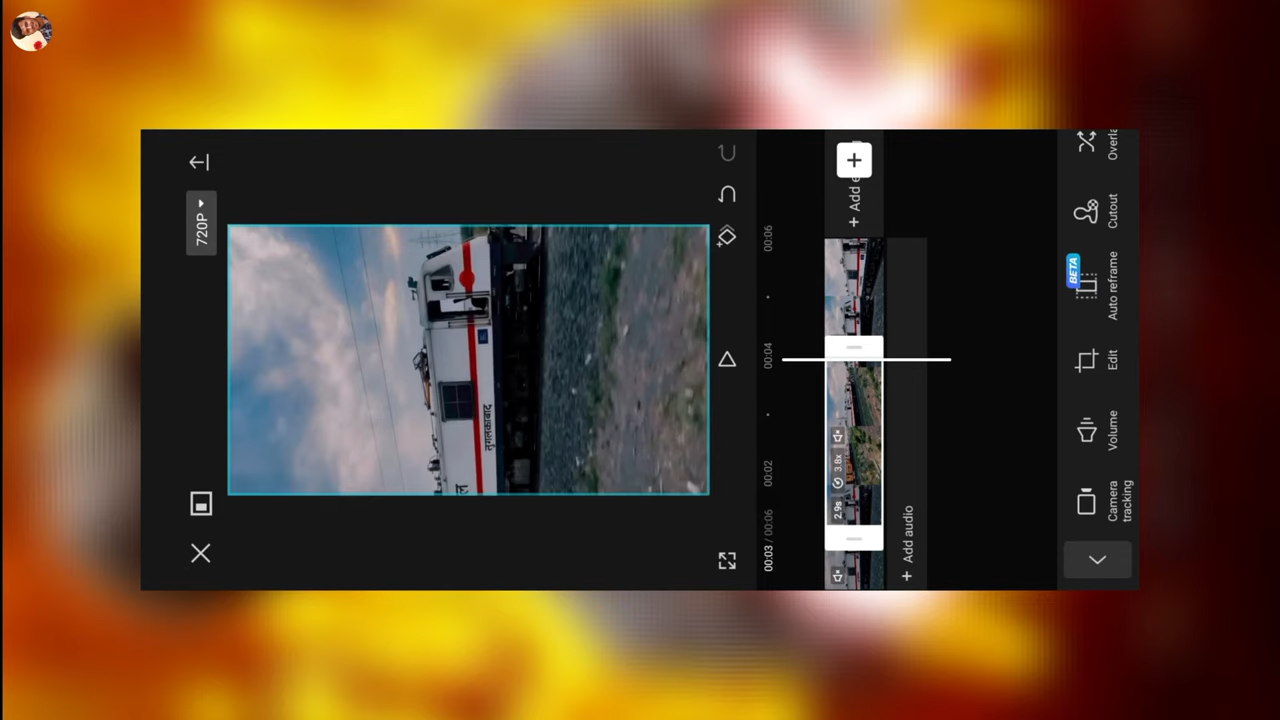 720P
तुगलकाबाद
ल
00:03 / 00:06
00:02
00:04
00:06
2.9s
3.8x
+ Add
+ Add audio
Camera
tracking
Volume
Edit
Auto reframe
BETA
Cutout
Overla